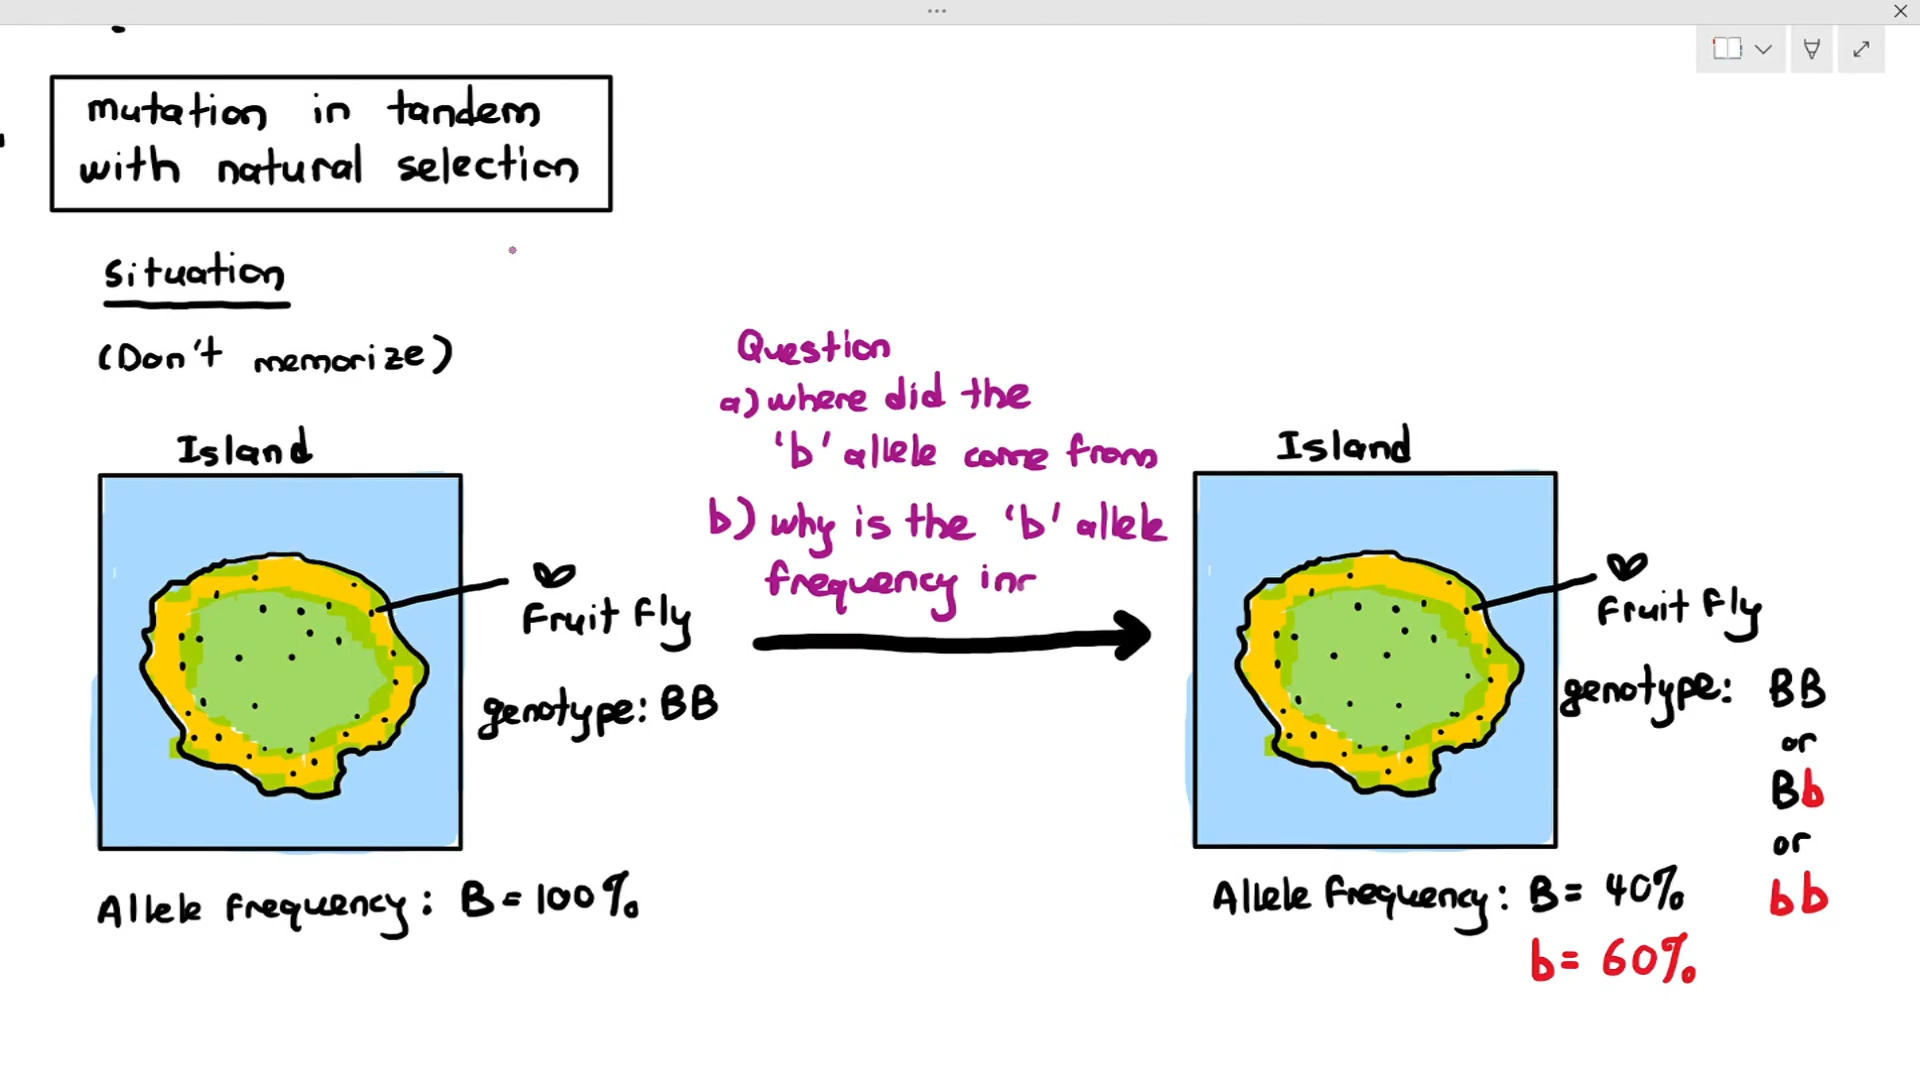 mutation in tandem
with natural selection
situation
(Don't memorize)
Question
a) where did the
'b' allele come from
b) why is the 'b' allele
frequency inr
Island
Fruit Fly
genotype: BB
Allele frequency: B = 100%
Island
Fruit Fly
genotype: BB
or
Bb
or
bb
Allele frequency: B = 40%
b = 60%